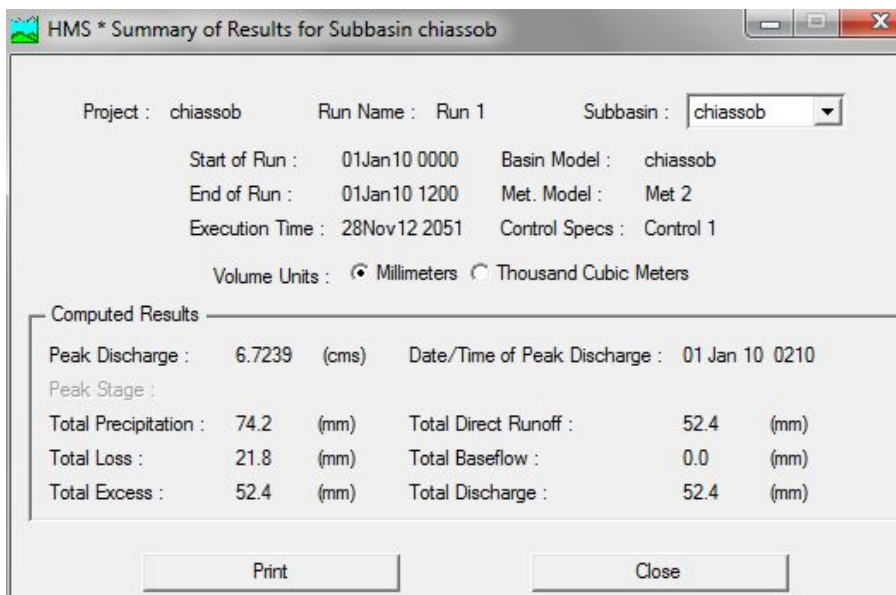 HMS * Summary of Results for Subbasin chiassob
Project : chiassob Run Name : Run 1 Subbasin : chiassob
Start of Run : 01Jan10 0000 Basin Model : chiassob
End of Run : 01Jan10 1200 Met. Model : Met 2
Execution Time : 28Nov12 2051 Control Specs : Control 1
Volume Units : Millimeters Thousand Cubic Meters
Computed Results
Peak Discharge : 6.7239 (cms) Date/Time of Peak Discharge : 01 Jan 10 0210
Peak Stage :
Total Precipitation : 74.2 (mm) Total Direct Runoff : 52.4 (mm)
Total Loss : 21.8 (mm) Total Baseflow : 0.0 (mm)
Total Excess : 52.4 (mm) Total Discharge : 52.4 (mm)
Print Close